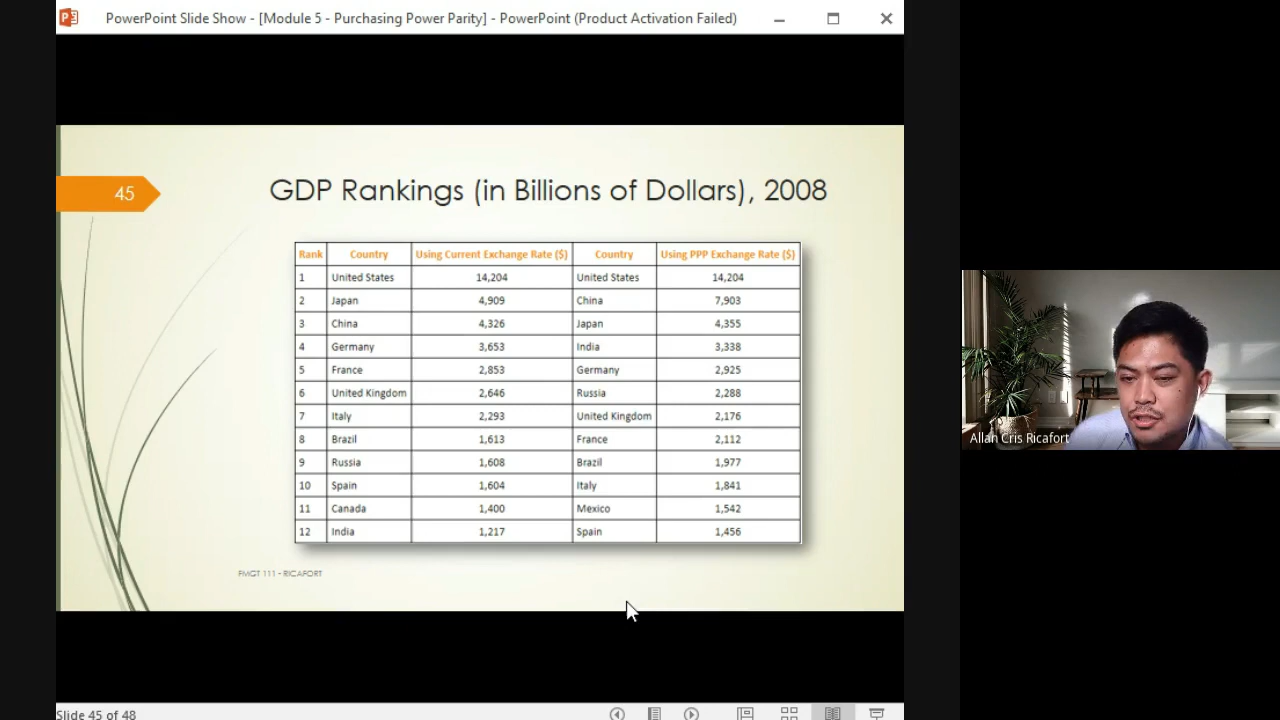 PowerPoint Slide Show - [Module 5 - Purchasing Power Parity] - PowerPoint (Product Activation Failed)
45
GDP Rankings (in Billions of Dollars), 2008
Rank Country Using Current Exchange Rate ($) Country Using PPP Exchange Rate ($)
1 United States 14,204 United States 14,204
2 Japan 4,909 China 7,903
3 China 4,326 Japan 4,355
4 Germany 3,653 India 3,338
5 France 2,853 Germany 2,925
6 United Kingdom 2,646 Russia 2,288
7 Italy 2,293 United Kingdom 2,176
8 Brazil 1,613 France 2,112
9 Russia 1,608 Brazil 1,977
10 Spain 1,604 Italy 1,841
11 Canada 1,400 Mexico 1,542
12 India 1,217 Spain 1,456
FMGT 111 - RICAFORT
Allan Cris Ricafort
Slide 45 of 48